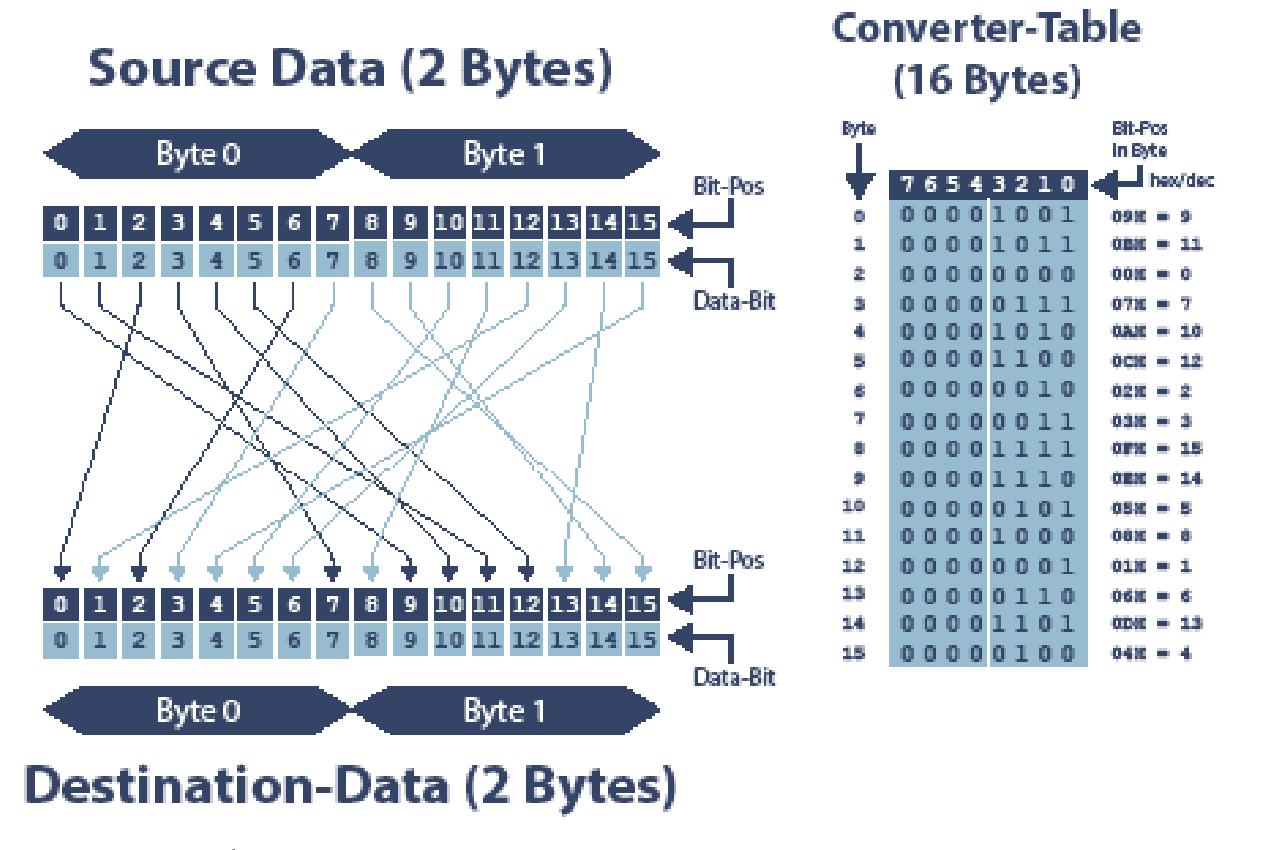 Source Data (2 Bytes)
Byte 0 Byte 1
Bit-Pos
0 1 2 3 4 5 6 7 8 9 10 11 12 13 14 15
0 1 2 3 4 5 6 7 8 9 10 11 12 13 14 15
Data-Bit
Bit-Pos
0 1 2 3 4 5 6 7 8 9 10 11 12 13 14 15
0 1 2 3 4 5 6 7 8 9 10 11 12 13 14 15
Data-Bit
Byte 0 Byte 1
Destination-Data (2 Bytes)
Converter-Table
(16 Bytes)
Byte
Bit-Pos
in Byte
7 6 5 4 3 2 1 0 hex/dec
0 0 0 0 0 1 0 0 1 09H = 9
1 0 0 0 0 1 0 1 1 0BH = 11
2 0 0 0 0 0 0 0 0 00H = 0
3 0 0 0 0 0 1 1 1 07H = 7
4 0 0 0 0 1 0 1 0 0AH = 10
5 0 0 0 0 1 1 0 0 0CH = 12
6 0 0 0 0 0 0 1 0 02H = 2
7 0 0 0 0 0 0 1 1 03H = 3
8 0 0 0 0 1 1 1 1 0FH = 15
9 0 0 0 0 1 1 1 0 0EH = 14
10 0 0 0 0 0 1 0 1 05H = 5
11 0 0 0 0 1 0 0 0 08H = 8
12 0 0 0 0 0 0 0 1 01H = 1
13 0 0 0 0 0 1 1 0 06H = 6
14 0 0 0 0 1 1 0 1 0DH = 13
15 0 0 0 0 0 1 0 0 04H = 4